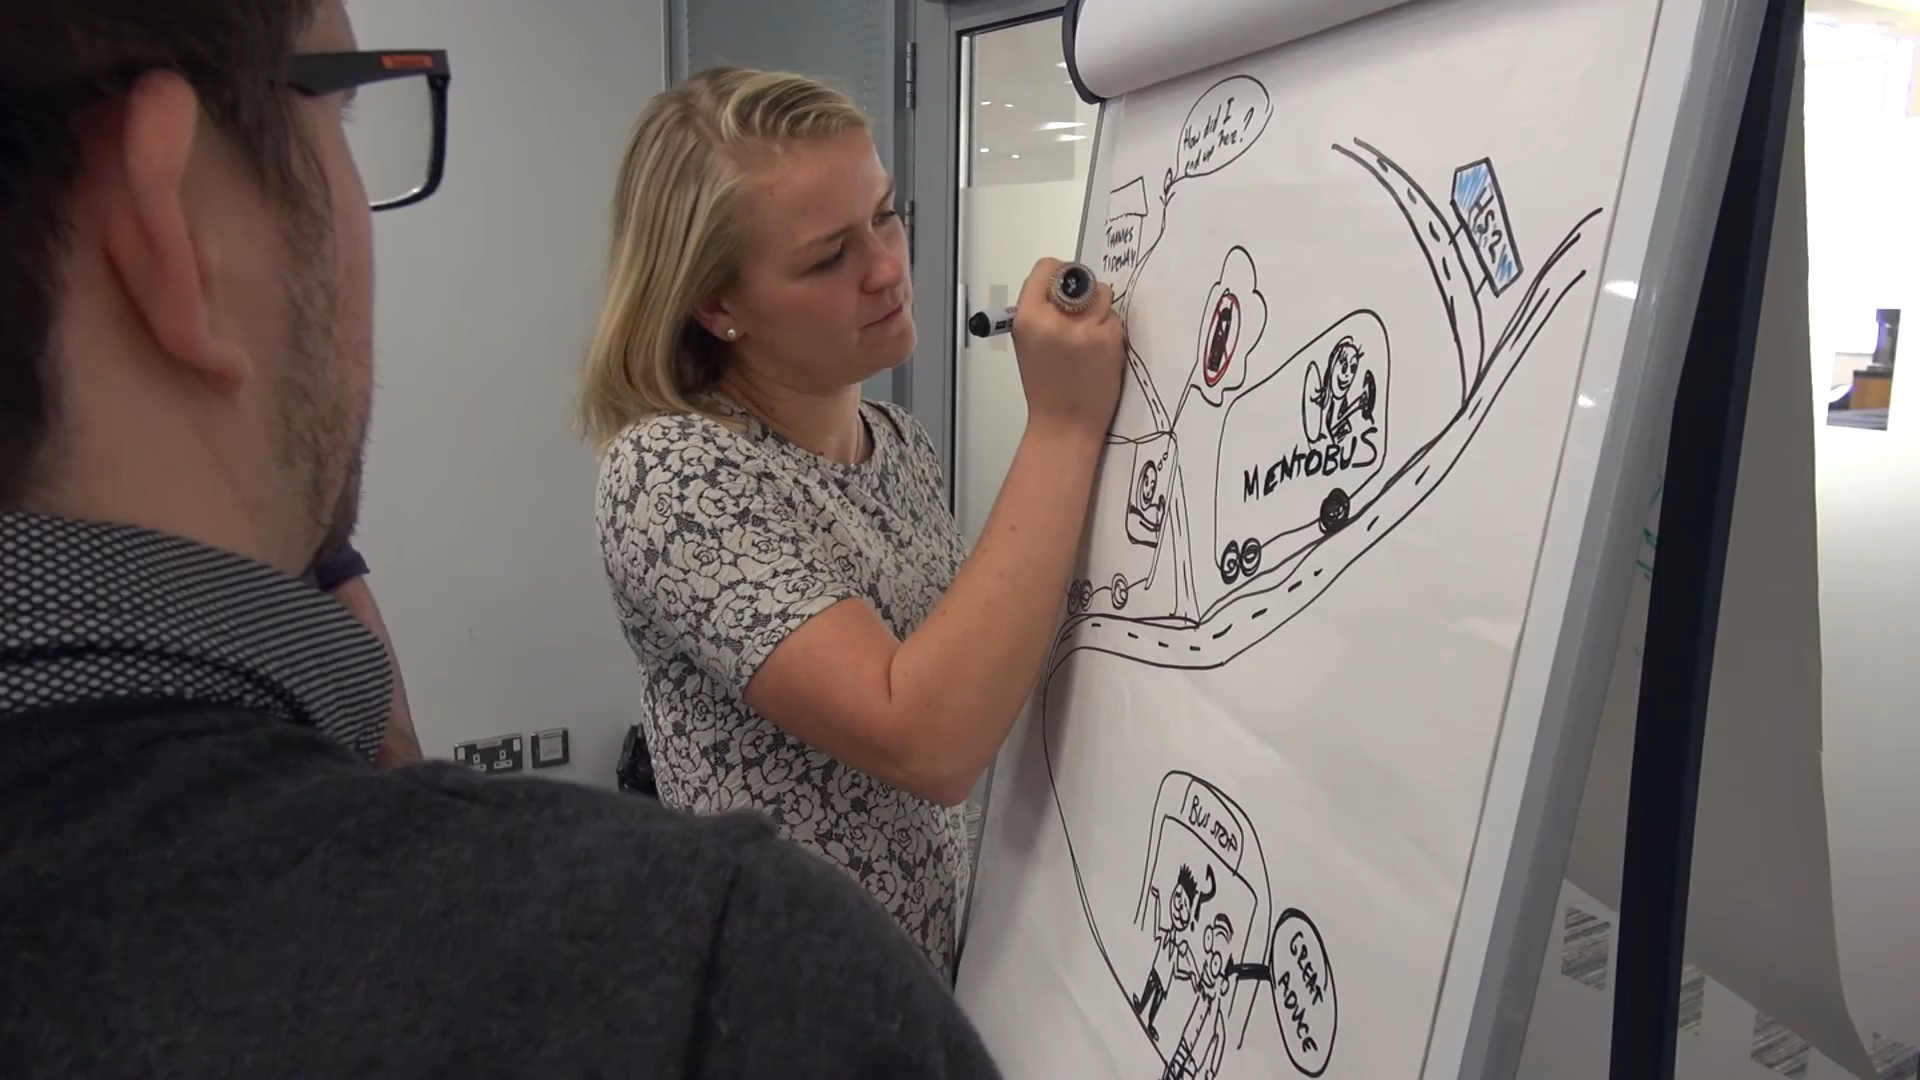 How did I
end up here?
THAMES
TIDEWAY
HS2
MENTOBUS
BUS STOP
GREAT
ADVICE